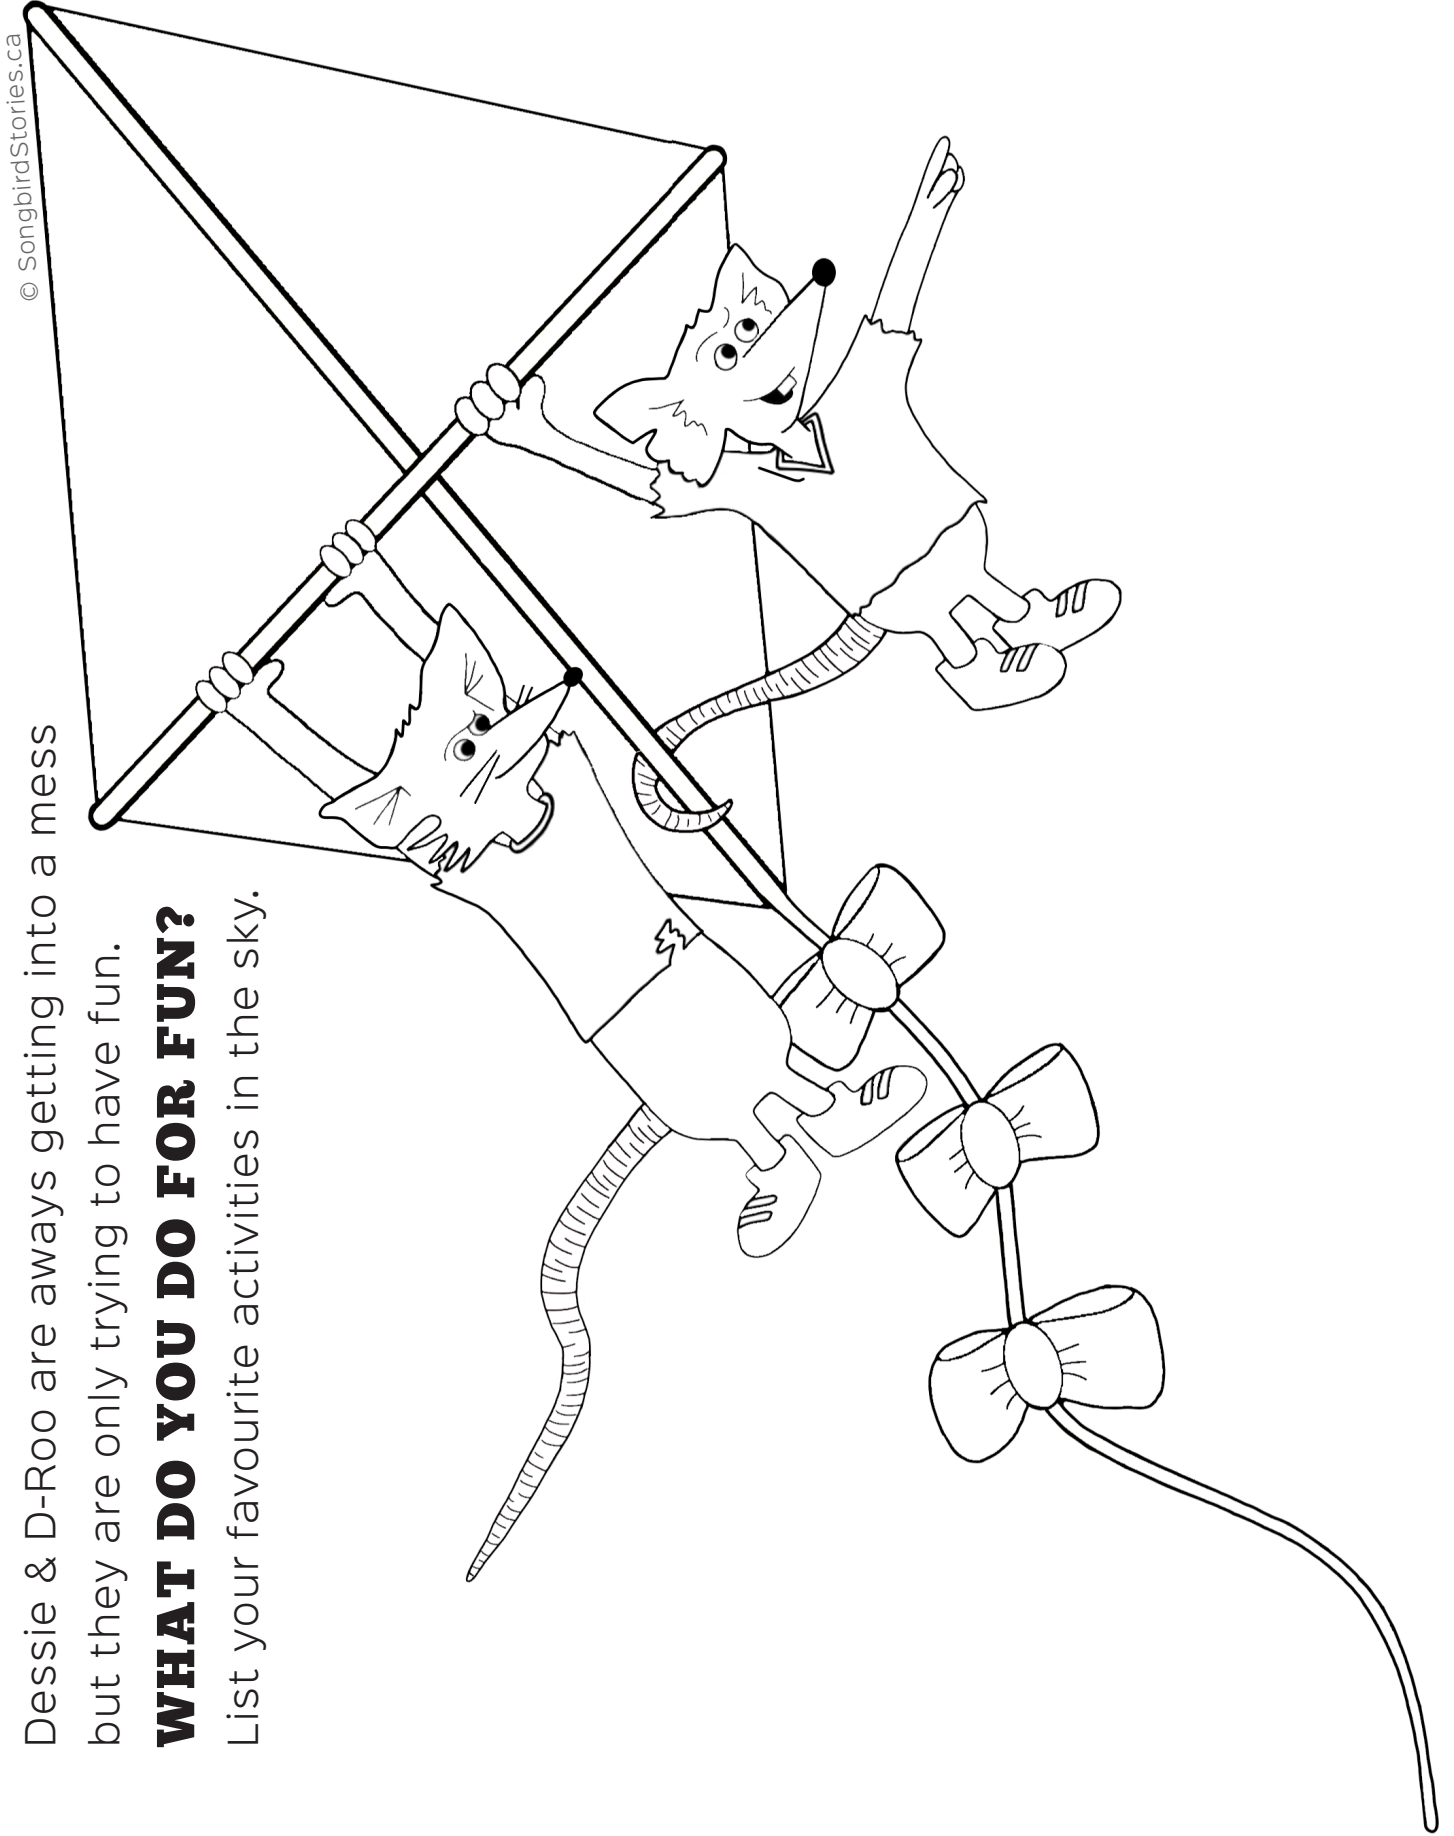 Dessie & D-Roo are aways getting into a mess
but they are only trying to have fun.
WHAT DO YOU DO FOR FUN?
List your favourite activities in the sky.
© SongbirdStories.ca